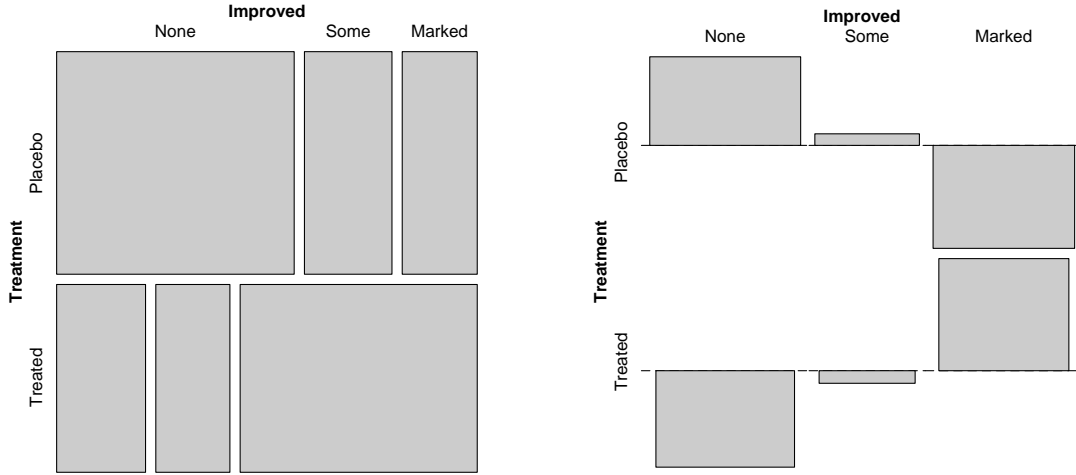 Improved
None Some Marked
Treatment
Placebo
Treated
Improved
None Some Marked
Treatment
Placebo
Treated